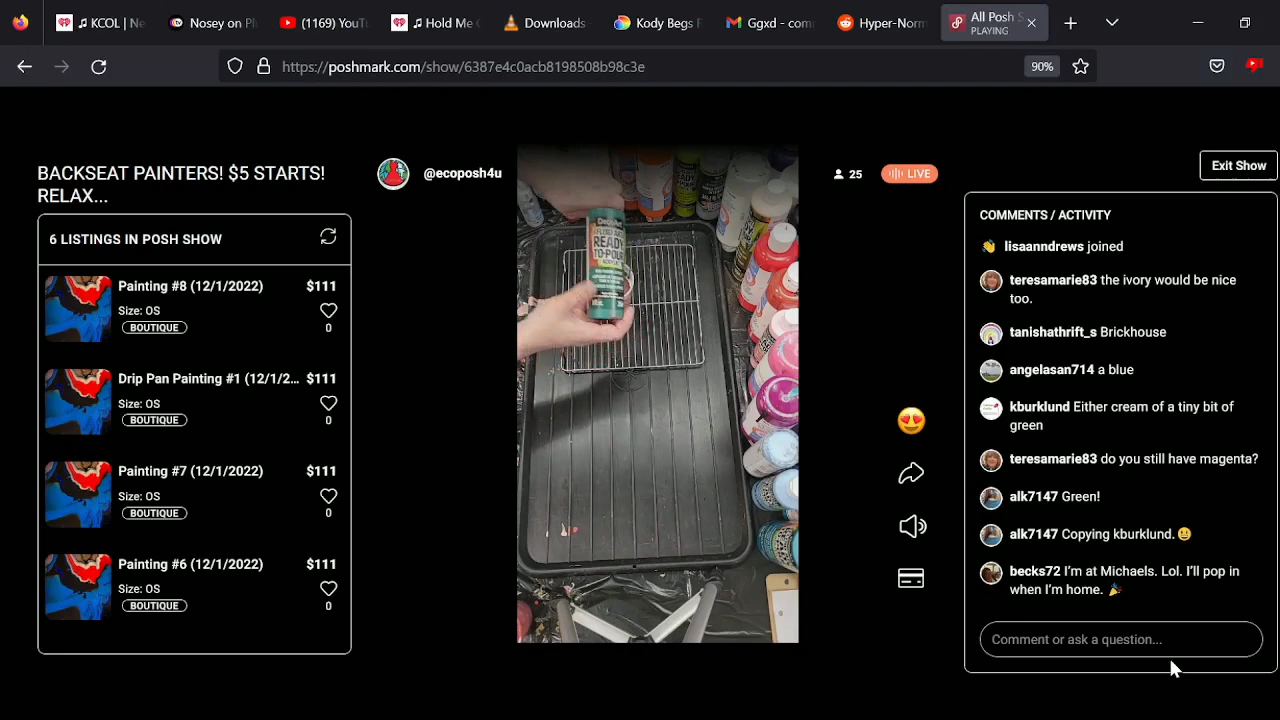 KCOL | Ne
Nosey on Pl
(1169) YouT
Hold Me C
Downloads
Kody Begs F
Ggxd - com
Hyper-Norm
All Posh S
PLAYING
https://poshmark.com/show/6387e4c0acb8198508b98c3e
90%
BACKSEAT PAINTERS! $5 STARTS!
RELAX...
@ecoposh4u
25
LIVE
Exit Show
6 LISTINGS IN POSH SHOW
Painting #8 (12/1/2022) $111
Size: OS
BOUTIQUE
0
Drip Pan Painting #1 (12/1/2... $111
Size: OS
BOUTIQUE
0
Painting #7 (12/1/2022) $111
Size: OS
BOUTIQUE
0
Painting #6 (12/1/2022) $111
Size: OS
BOUTIQUE
0
READY
TO-POUR
COMMENTS / ACTIVITY
lisaanndrews joined
teresamarie83 the ivory would be nice
too.
tanishathrift_s Brickhouse
angelasan714 a blue
kburklund Either cream of a tiny bit of
green
teresamarie83 do you still have magenta?
alk7147 Green!
alk7147 Copying kburklund.
becks72 I'm at Michaels. Lol. I'll pop in
when I'm home.
Comment or ask a question...